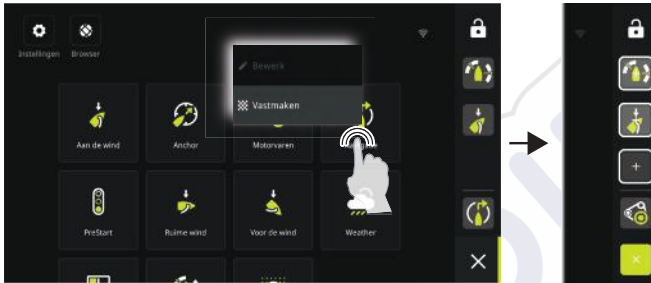 Instellingen Browser
Bewerk
Vastmaken
Aan de wind Anchor Motorvaren
PreStart Ruime wind Voor de wind Weather